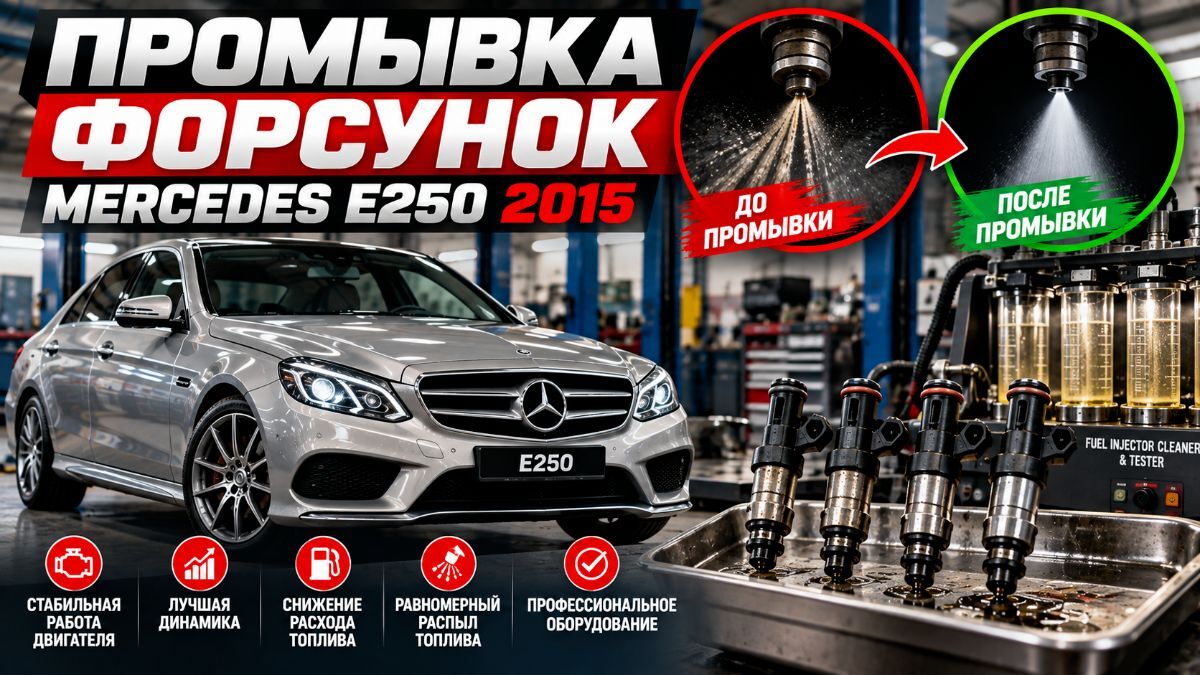 ПРОМЫВКА
ФОРСУНОК
MERCEDES E250 2015
ДО
ПРОМЫВКИ
ПОСЛЕ
ПРОМЫВКИ
E250
FUEL INJECTOR CLEANER
& TESTER
СТАБИЛЬНАЯ
РАБОТА
ДВИГАТЕЛЯ
ЛУЧШАЯ
ДИНАМИКА
СНИЖЕНИЕ
РАСХОДА
ТОПЛИВА
РАВНОМЕРНЫЙ
РАСПЫЛ
ТОПЛИВА
ПРОФЕССИОНАЛЬНОЕ
ОБОРУДОВАНИЕ